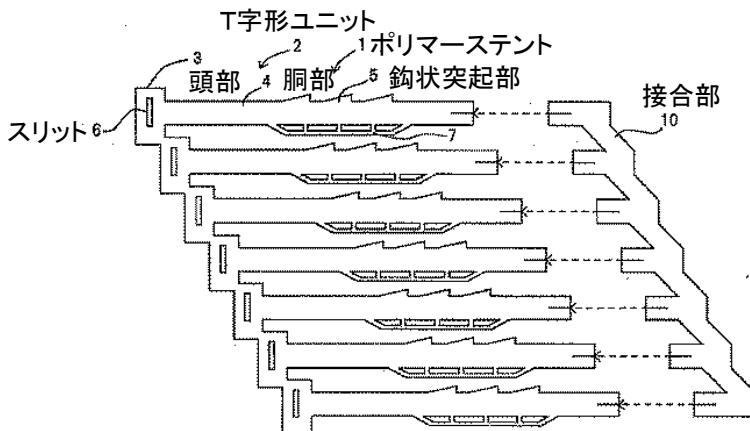 T字形ユニット
2 1 ポリマーステント
3 頭部 4 胴部 5 鈎状突起部
接合部
10
スリット 6
7